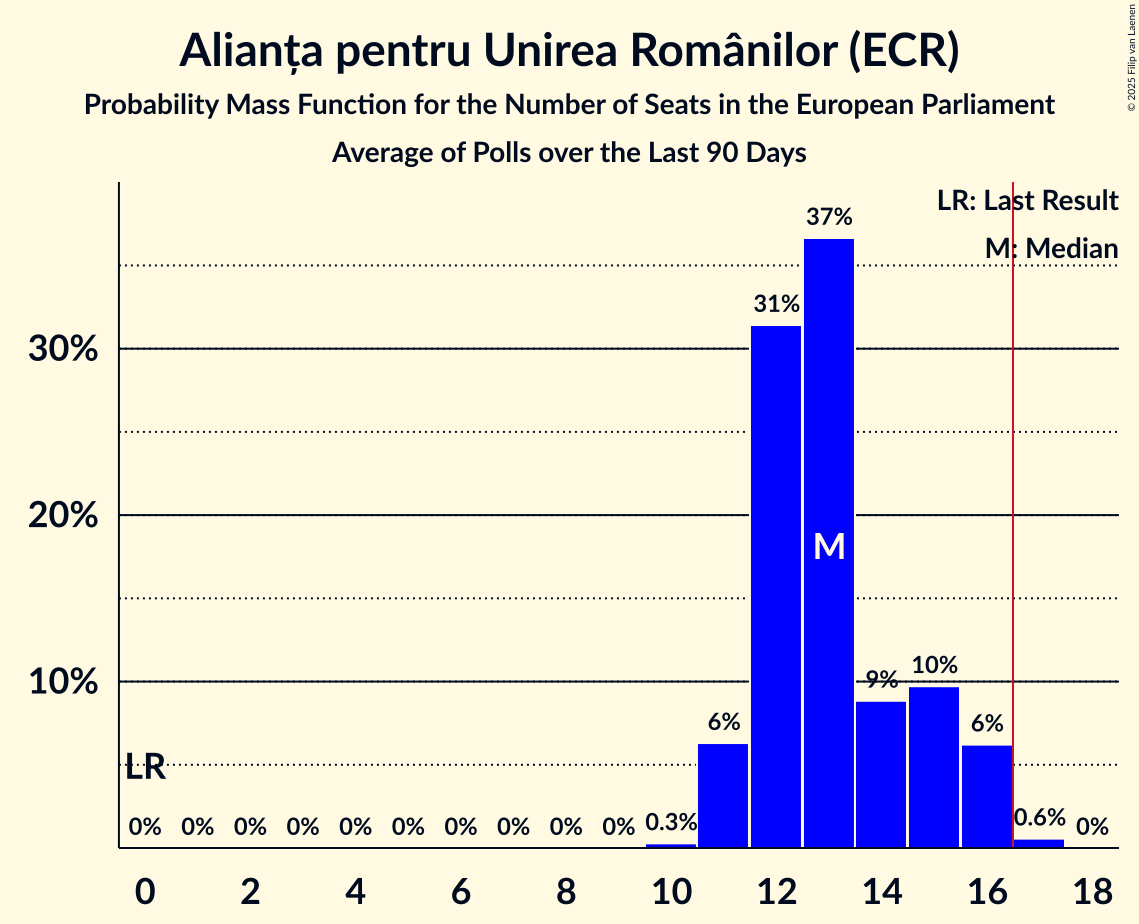 Alianța pentru Unirea Românilor (ECR)
Probability Mass Function for the Number of Seats in the European Parliament
Average of Polls over the Last 90 Days
© 2025 Filip van Laenen
LR: Last Result
M: Median
37%
31%
30%
20%
M
10%
9%
10%
6%
6%
LR
0% 0% 0% 0% 0% 0% 0% 0% 0% 0% 0.3% 0.6% 0%
0 2 4 6 8 10 12 14 16 18